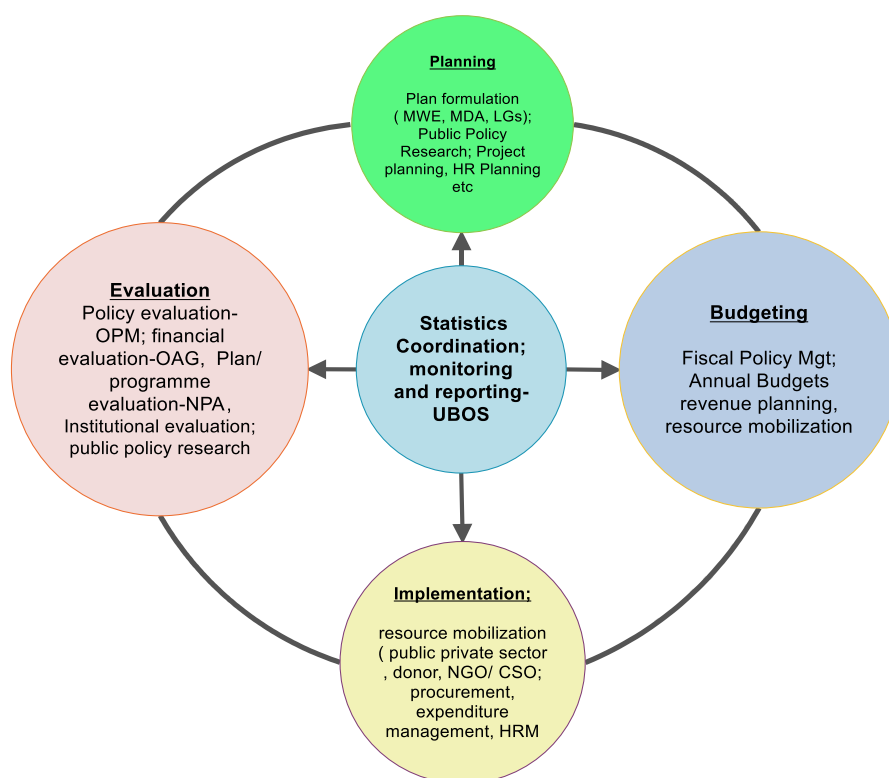 Planning
Plan formulation
( MWE, MDA, LGs);
Public Policy
Research; Project
planning, HR Planning
etc
Evaluation
Policy evaluation-
OPM; financial
evaluation-OAG,  Plan/
programme
evaluation-NPA,
Institutional evaluation;
public policy research
Statistics
Coordination;
monitoring
and reporting-
UBOS
Budgeting
Fiscal Policy Mgt;
Annual Budgets
revenue planning,
resource mobilization
Implementation;
resource mobilization
( public private sector
, donor, NGO/ CSO;
procurement,
expenditure
management, HRM